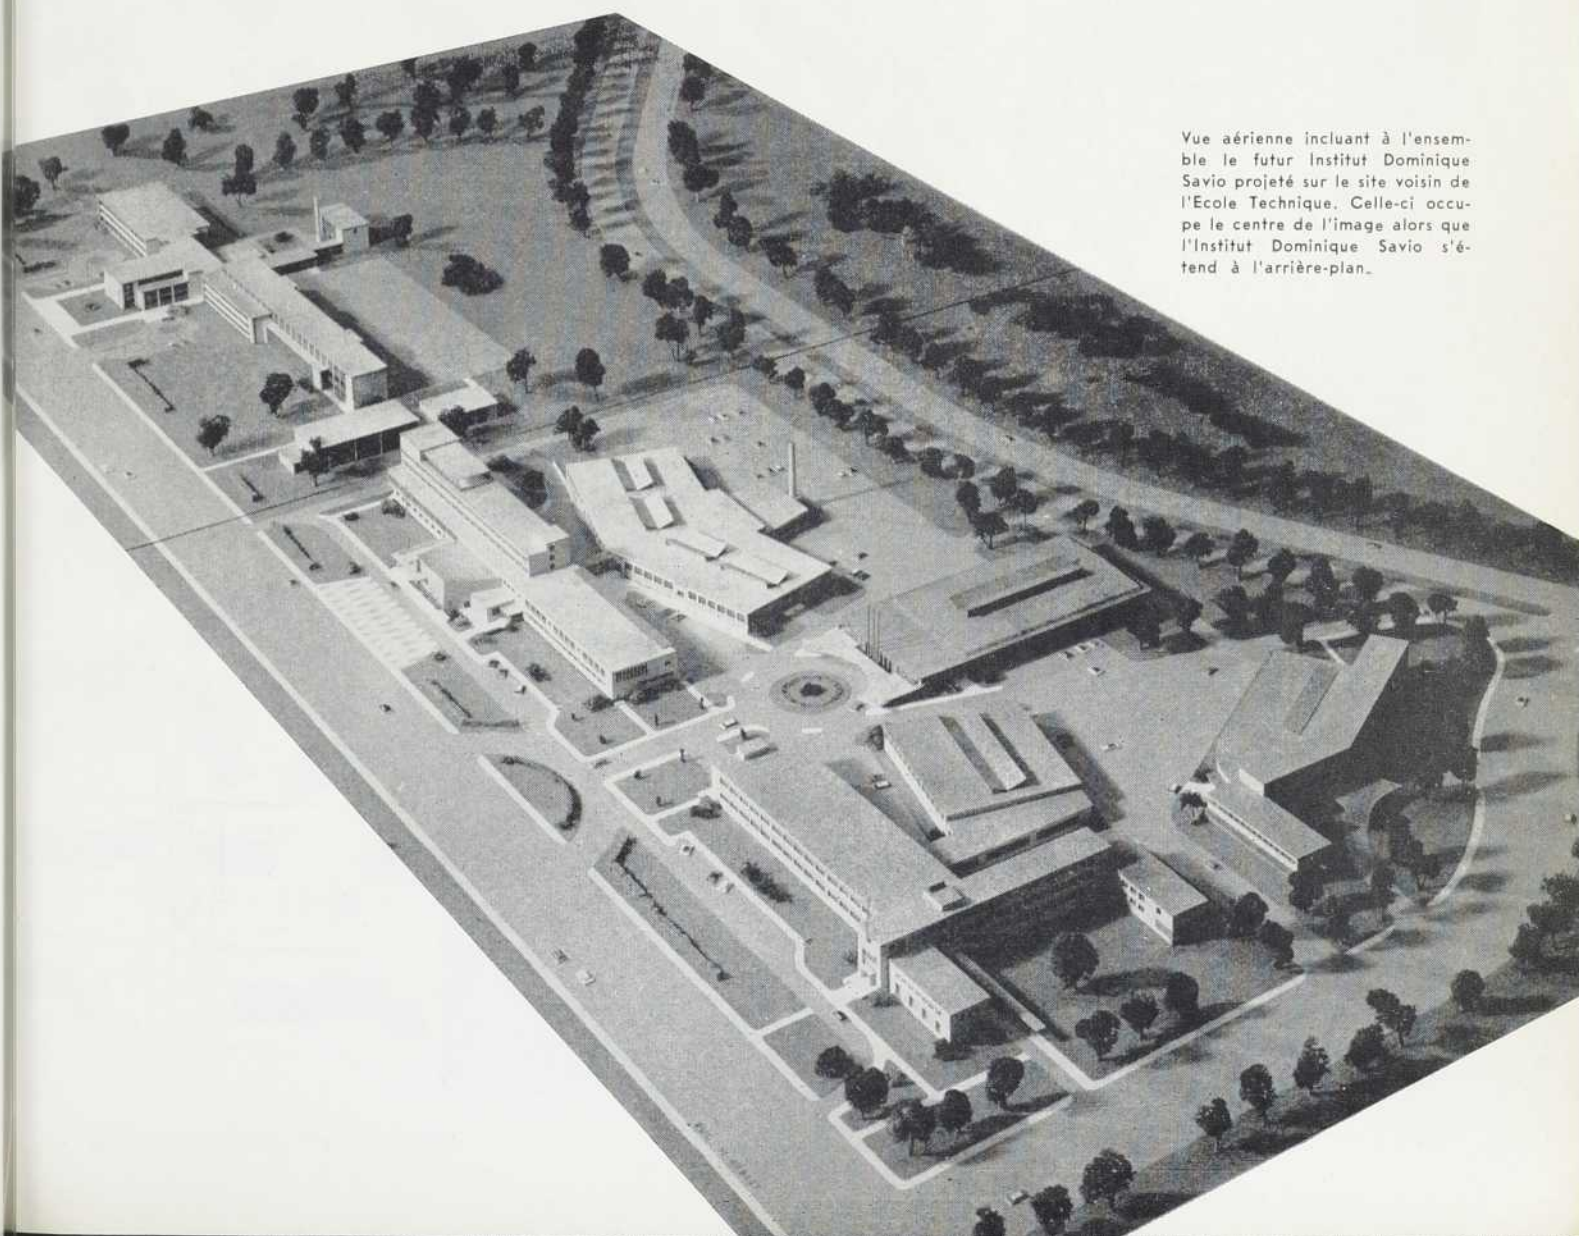 Vue aérienne incluant à l'ensem-
ble le futur Institut Dominique
Savio projeté sur le site voisin de
l'Ecole Technique. Celle-ci occu-
pe le centre de l'image alors que
l'Institut Dominique Savio s'é-
tend à l'arrière-plan.